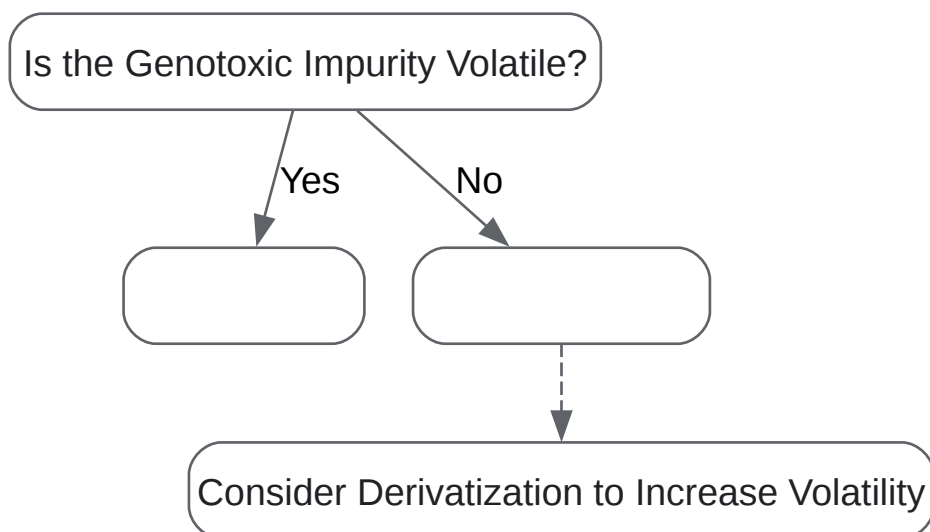 Is the Genotoxic Impurity Volatile?
Yes
No
Consider Derivatization to Increase Volatility